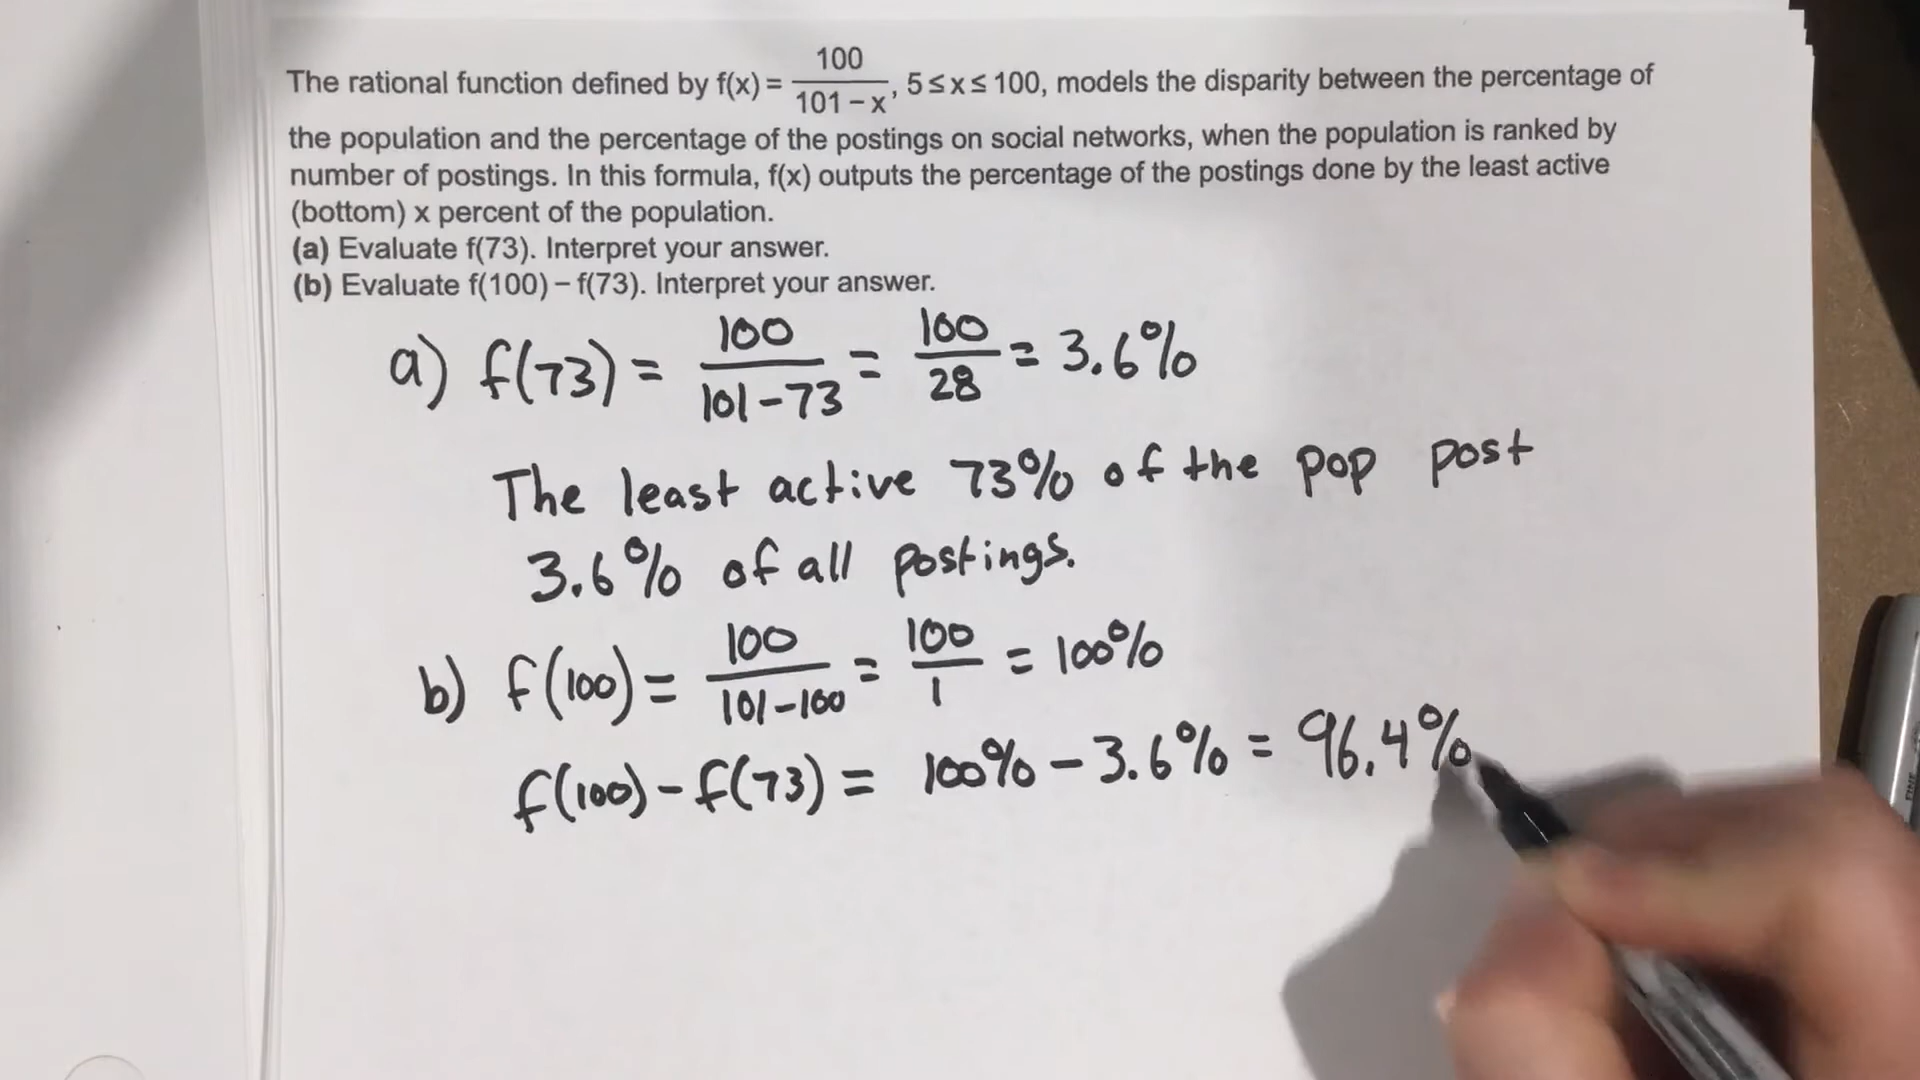 The rational function defined by f(x) = 100/(101 − x), 5 ≤ x ≤ 100, models the disparity between the percentage of
the population and the percentage of the postings on social networks, when the population is ranked by
number of postings. In this formula, f(x) outputs the percentage of the postings done by the least active
(bottom) x percent of the population.
(a) Evaluate f(73). Interpret your answer.
(b) Evaluate f(100) − f(73). Interpret your answer.
a) f(73) = 100/(101-73) = 100/28 = 3.6%
The least active 73% of the pop post
3.6% of all postings.
b) f(100) = 100/(101-100) = 100/1 = 100%
f(100) - f(73) = 100% - 3.6% = 96.4%
FINE